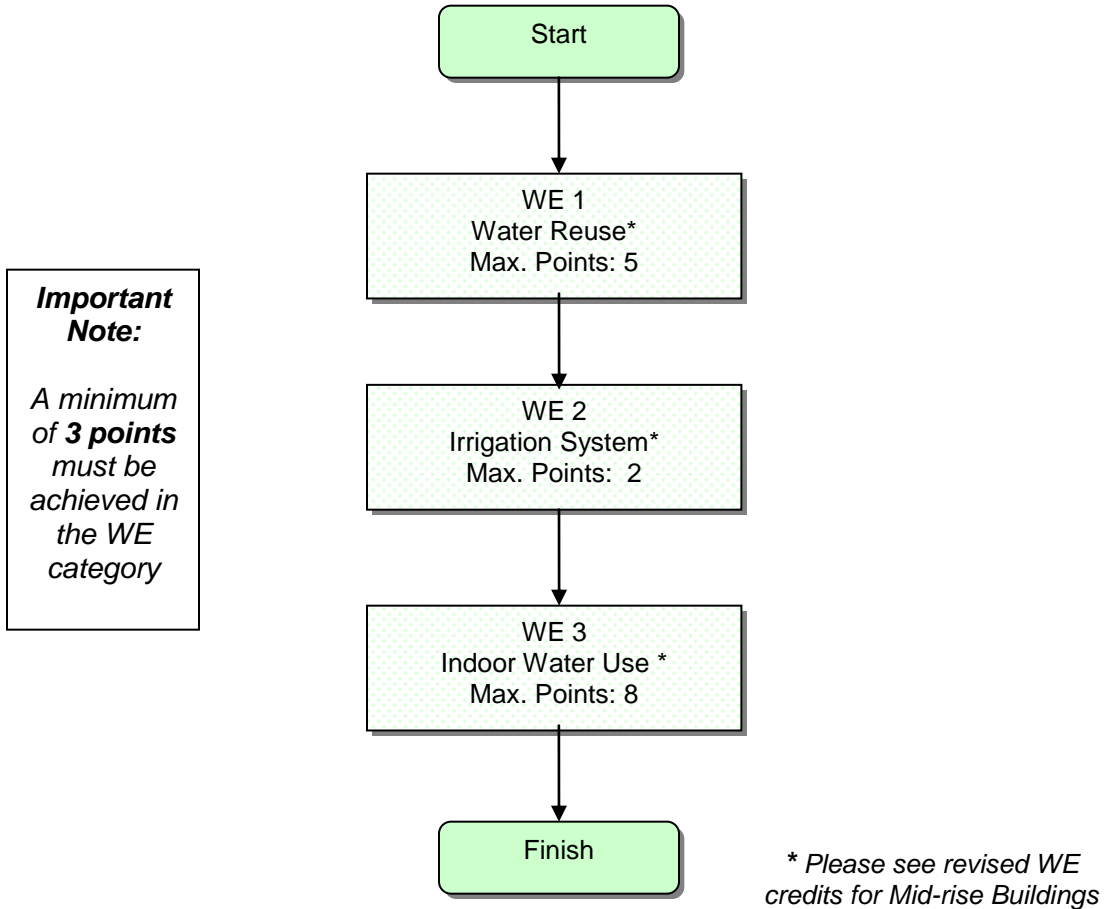 Start
WE 1
Water Reuse*
Max. Points: 5
Important
Note:
A minimum
of 3 points
must be
achieved in
the WE
category
WE 2
Irrigation System*
Max. Points: 2
WE 3
Indoor Water Use *
Max. Points: 8
Finish
* Please see revised WE
credits for Mid-rise Buildings